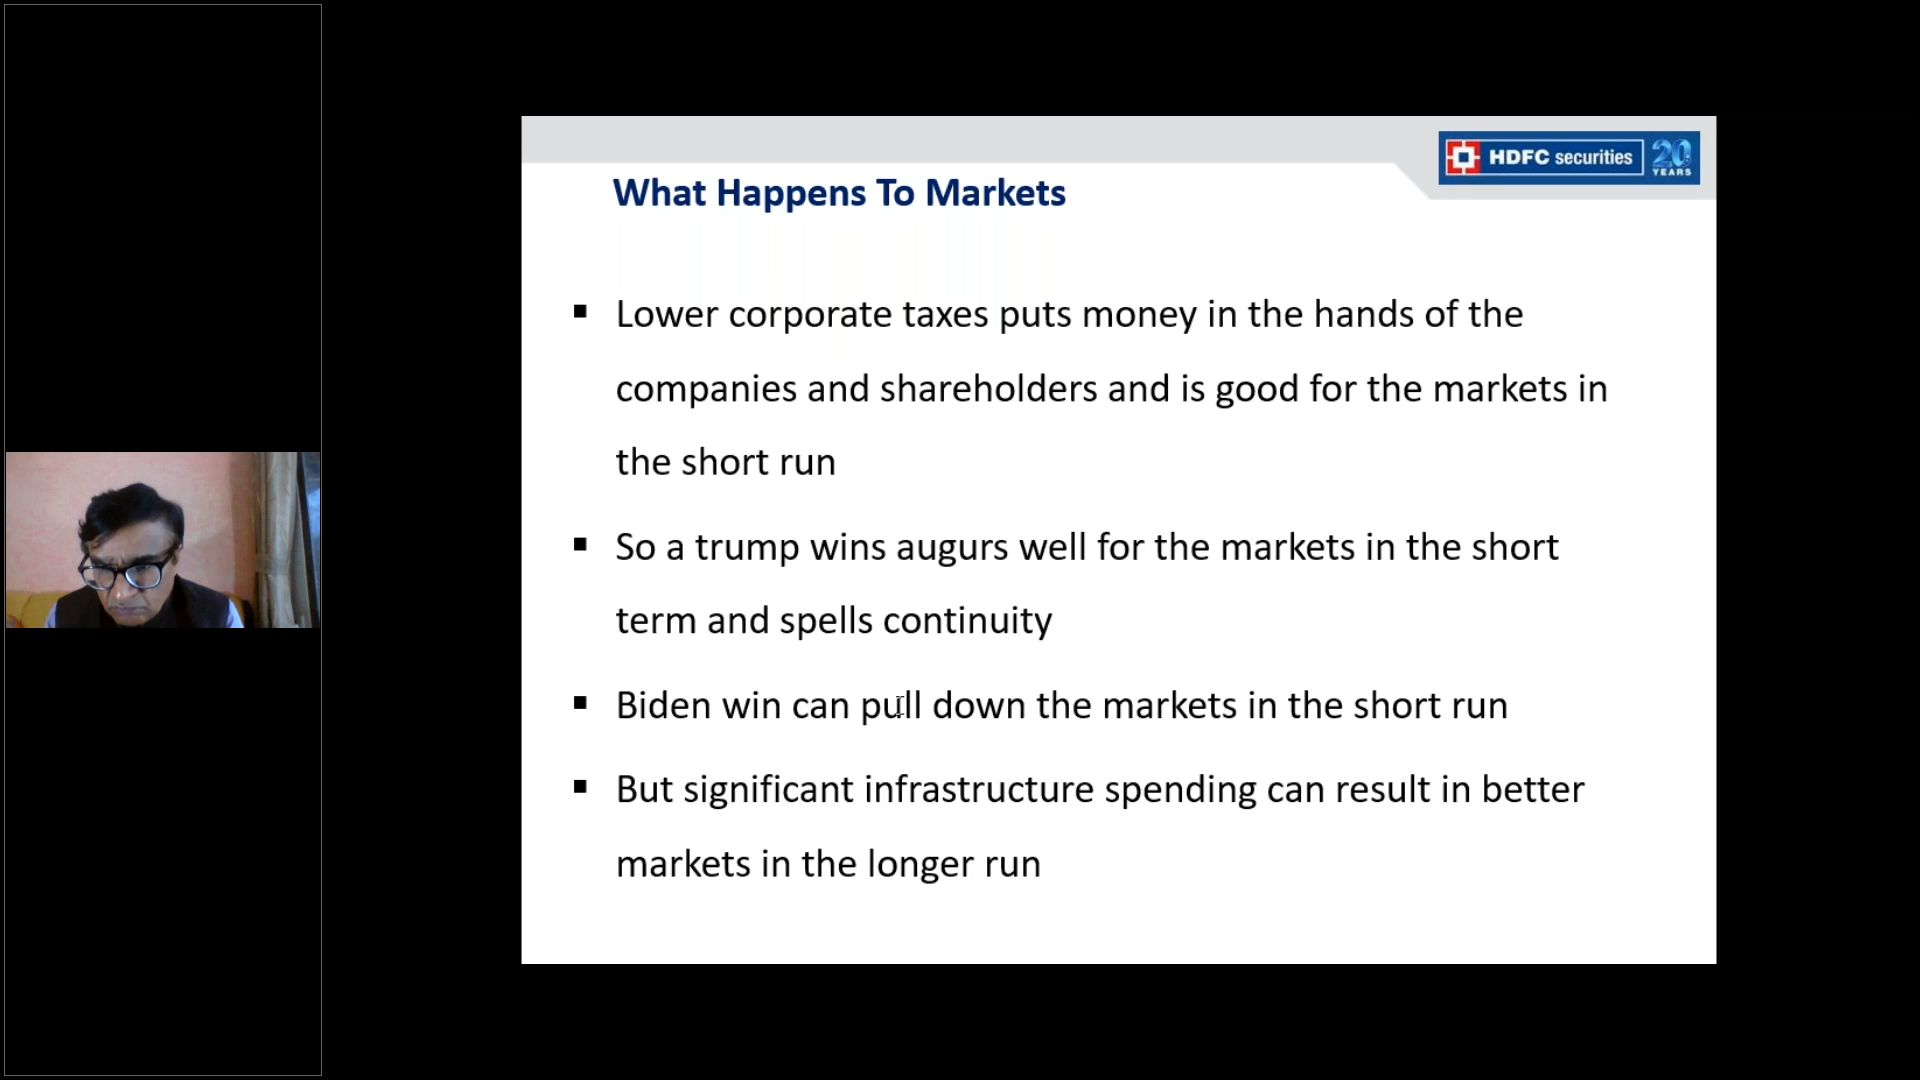 HDFC securities 20 YEARS
What Happens To Markets
▪ Lower corporate taxes puts money in the hands of the
companies and shareholders and is good for the markets in
the short run
▪ So a trump wins augurs well for the markets in the short
term and spells continuity
▪ Biden win can pull down the markets in the short run
▪ But significant infrastructure spending can result in better
markets in the longer run